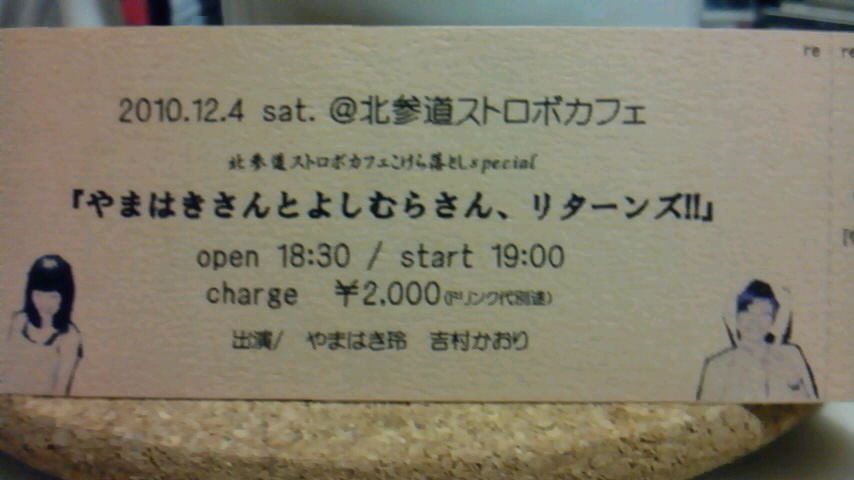 re re
2010.12.4 sat. @北参道ストロボカフェ
北参道ストロボカフェこけら落としspecial
『やまはきさんとよしむらさん、リターンズ!!』
open 18:30 / start 19:00
charge ￥2.000(ドリンク代別途)
出演/ やまはき玲 吉村かおり